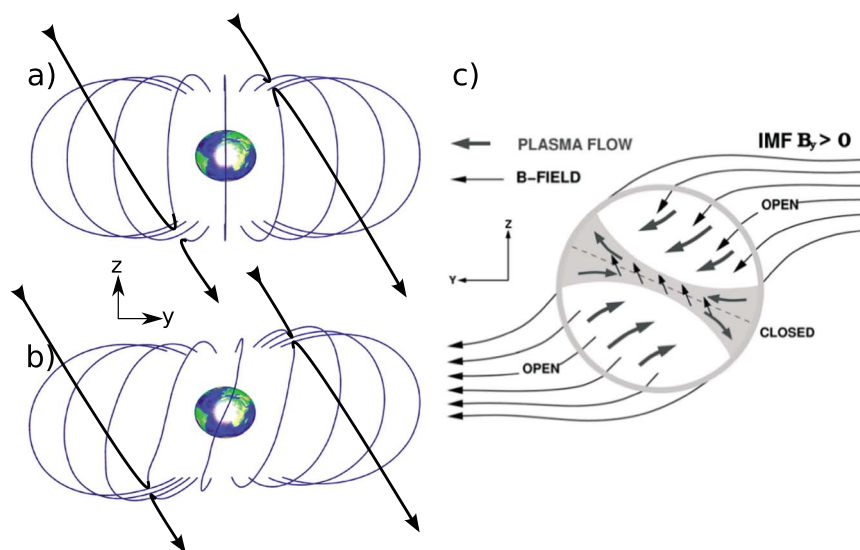 a)
z
y
b)
c)
PLASMA FLOW
B-FIELD
IMF By > 0
OPEN
Z
Y
CLOSED
OPEN